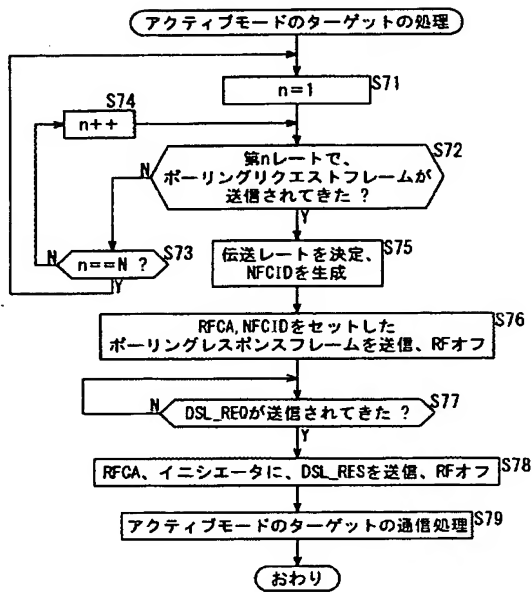 アクティブモードのターゲットの処理
n=1
S71
S74
n++
第nレートで、
ポーリングリクエストフレームが
送信されてきた ?
S72
N
Y
n==N ?
S73
N
Y
伝送レートを決定、
NFCIDを生成
S75
RFCA,NFCIDをセットした
ポーリングレスポンスフレームを送信、RFオフ
S76
DSL_REQが送信されてきた ?
S77
N
Y
RFCA、イニシエータに、DSL_RESを送信、RFオフ
S78
アクティブモードのターゲットの通信処理
S79
おわり